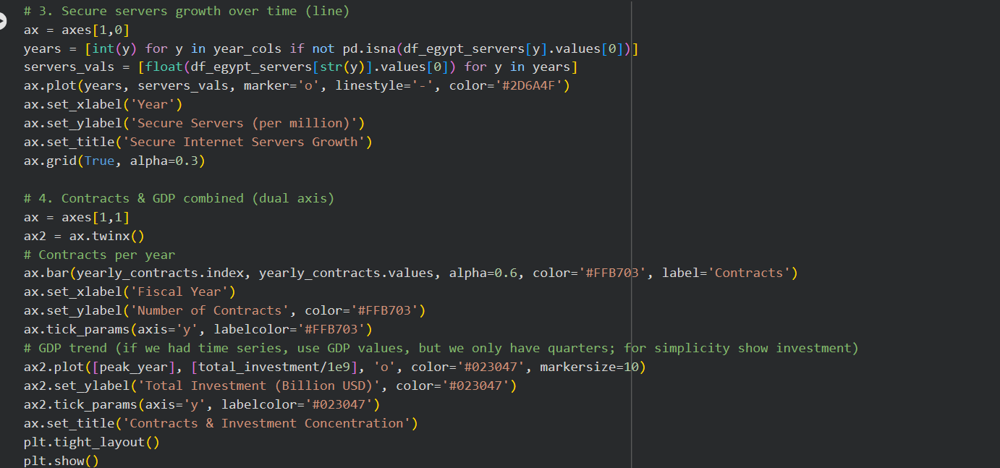 # 3. Secure servers growth over time (line)
ax = axes[1,0]
years = [int(y) for y in year_cols if not pd.isna(df_egypt_servers[y].values[0])]
servers_vals = [float(df_egypt_servers[str(y)].values[0]) for y in years]
ax.plot(years, servers_vals, marker='o', linestyle='-', color='#2D6A4F')
ax.set_xlabel('Year')
ax.set_ylabel('Secure Servers (per million)')
ax.set_title('Secure Internet Servers Growth')
ax.grid(True, alpha=0.3)

# 4. Contracts & GDP combined (dual axis)
ax = axes[1,1]
ax2 = ax.twinx()
# Contracts per year
ax.bar(yearly_contracts.index, yearly_contracts.values, alpha=0.6, color='#FFB703', label='Contracts')
ax.set_xlabel('Fiscal Year')
ax.set_ylabel('Number of Contracts', color='#FFB703')
ax.tick_params(axis='y', labelcolor='#FFB703')
# GDP trend (if we had time series, use GDP values, but we only have quarters; for simplicity show investment)
ax2.plot([peak_year], [total_investment/1e9], 'o', color='#023047', markersize=10)
ax2.set_ylabel('Total Investment (Billion USD)', color='#023047')
ax2.tick_params(axis='y', labelcolor='#023047')
ax.set_title('Contracts & Investment Concentration')
plt.tight_layout()
plt.show()